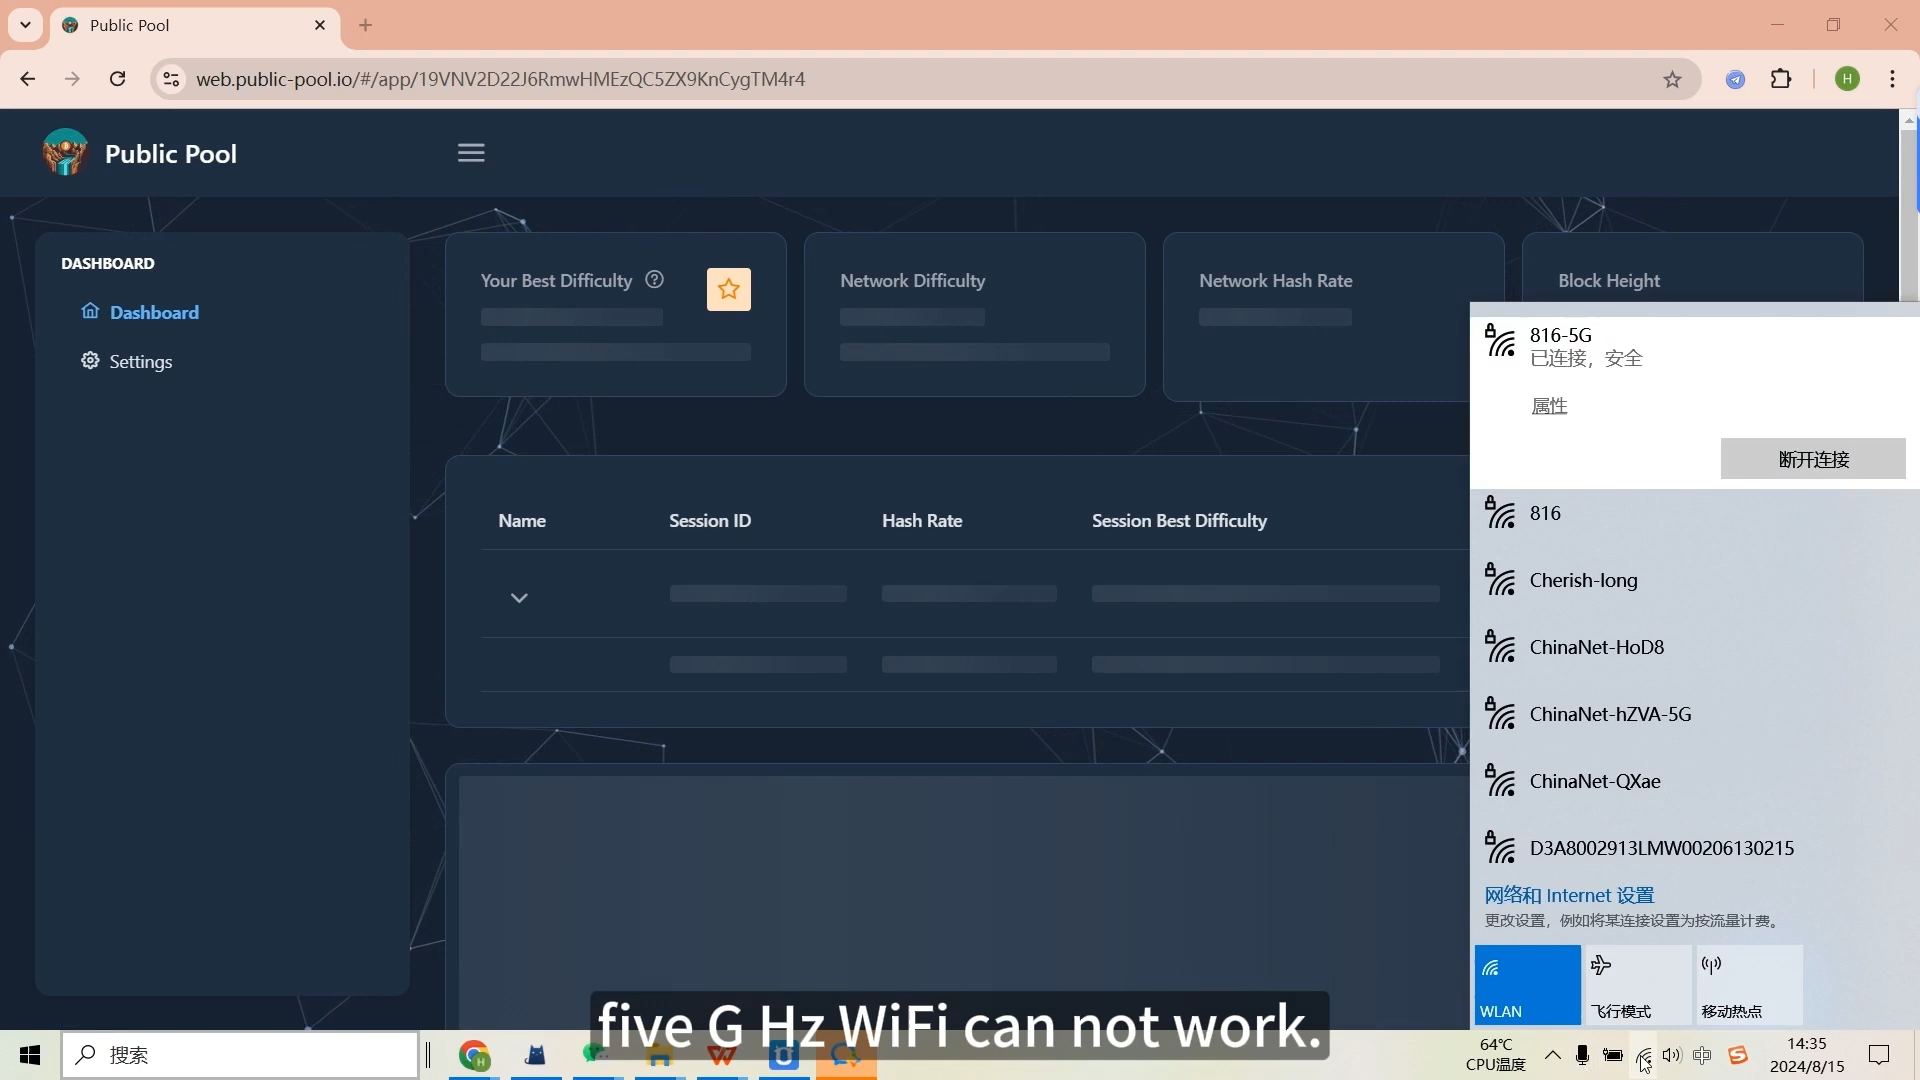 Public Pool
web.public-pool.io/#/app/19VNV2D22J6RmwHMEzQC5ZX9KnCygTM4r4
H
Public Pool
DASHBOARD
Dashboard
Settings
Your Best Difficulty
Network Difficulty
Network Hash Rate
Block Height
Name Session ID Hash Rate Session Best Difficulty
816-5G
已连接，安全
属性
断开连接
816
Cherish-long
ChinaNet-HoD8
ChinaNet-hZVA-5G
ChinaNet-QXae
D3A8002913LMW00206130215
网络和 Internet 设置
更改设置，例如将某连接设置为按流量计费。
WLAN
飞行模式
移动热点
five G Hz WiFi can not work.
搜索
64℃
CPU温度
中
14:35
2024/8/15